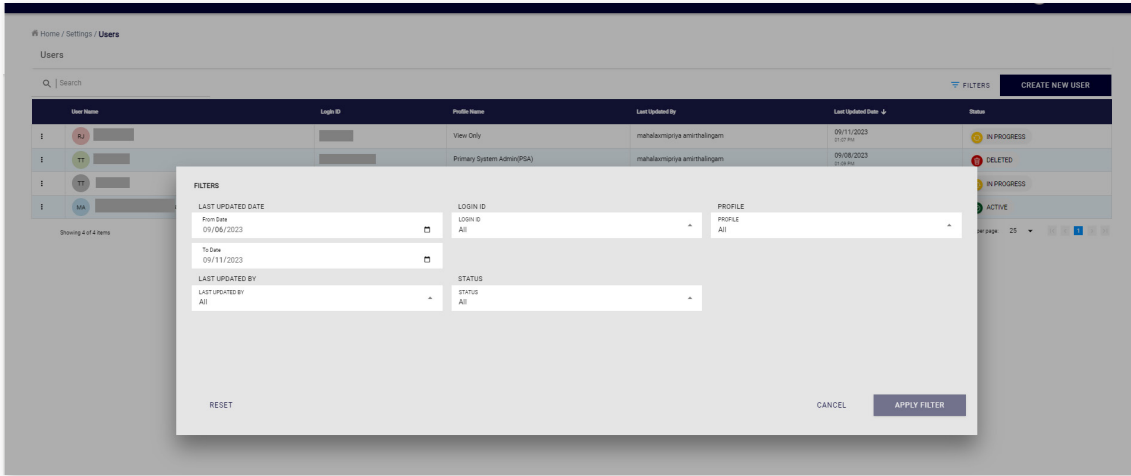 Home / Settings / Users
Users
Search
FILTERS
CREATE NEW USER
User Name Login ID Profile Name Last Updated By Last Updated Date Status
RJ View Only mahalaxmipriya amirthalingam 09/11/2023 IN PROGRESS
TT Primary System Admin(PSA) mahalaxmipriya amirthalingam 09/08/2023 DELETED
TT IN PROGRESS
MA ACTIVE
Showing 4 of 4 items
per page: 25 1
FILTERS
LAST UPDATED DATE LOGIN ID PROFILE
From Date LOGIN ID PROFILE
09/06/2023 All All
To Date
09/11/2023
LAST UPDATED BY STATUS
LAST UPDATED BY STATUS
All All
RESET CANCEL APPLY FILTER